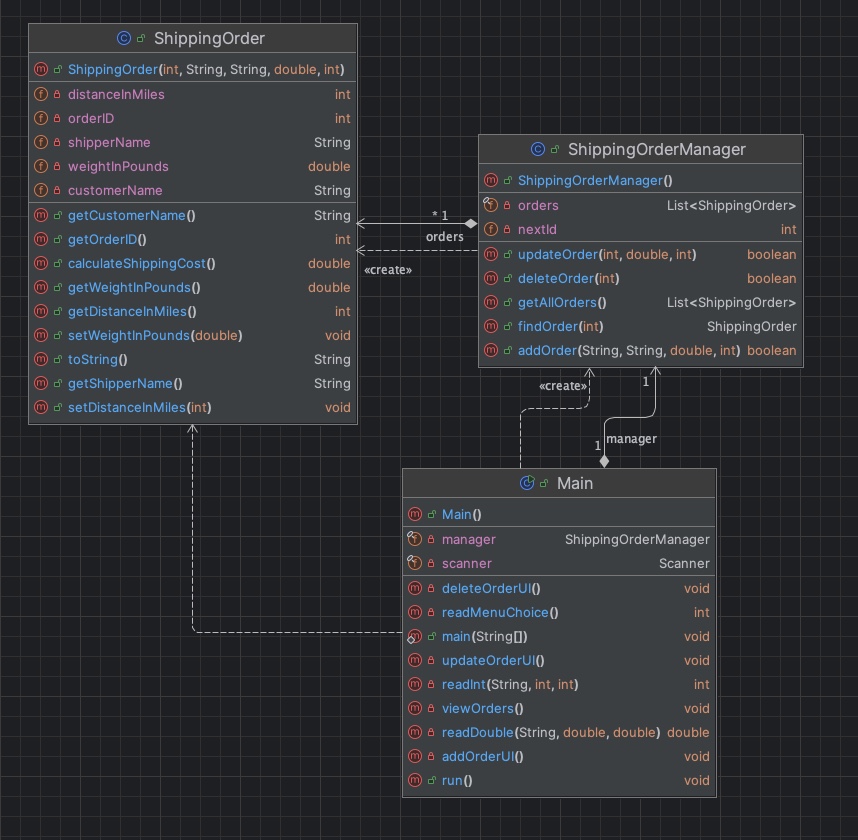 ShippingOrder
ShippingOrder(int, String, String, double, int)
distanceInMiles int
orderID int
shipperName String
weightInPounds double
customerName String
getCustomerName() String
getOrderID() int
calculateShippingCost() double
getWeightInPounds() double
getDistanceInMiles() int
setWeightInPounds(double) void
toString() String
getShipperName() String
setDistanceInMiles(int) void
* 1
orders
«create»
ShippingOrderManager
ShippingOrderManager()
orders List<ShippingOrder>
nextId int
updateOrder(int, double, int) boolean
deleteOrder(int) boolean
getAllOrders() List<ShippingOrder>
findOrder(int) ShippingOrder
addOrder(String, String, double, int) boolean
«create»
1
manager
1
Main
Main()
manager ShippingOrderManager
scanner Scanner
deleteOrderUI() void
readMenuChoice() int
main(String[]) void
updateOrderUI() void
readInt(String, int, int) int
viewOrders() void
readDouble(String, double, double) double
addOrderUI() void
run() void